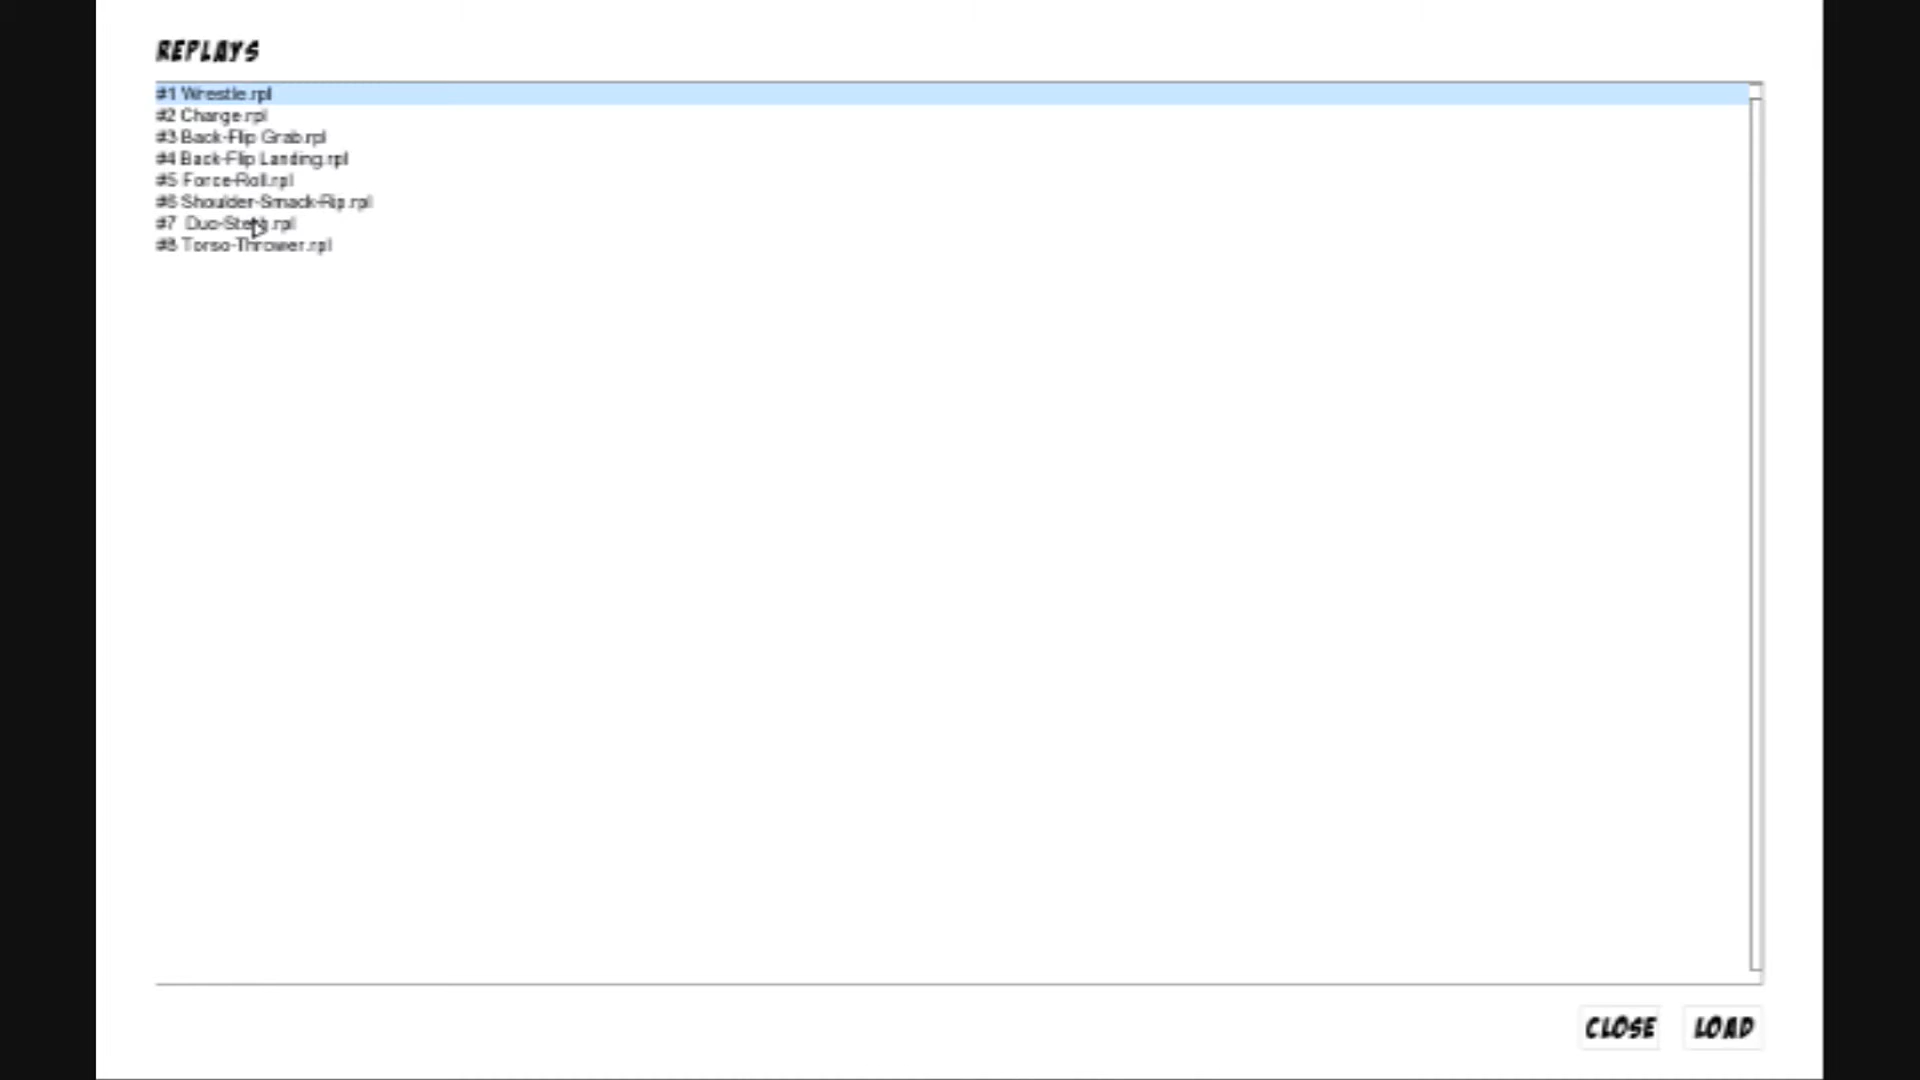 REPLAYS
#1 Wrestle.rpl
#2 Charge.rpl
#3 Back-Flip Grab.rpl
#4 Back-Flip Landing.rpl
#5 Force-Roll.rpl
#6 Shoulder-Smack-Rip.rpl
#7
#8 Torso-Thrower.rpl
CLOSE LOAD